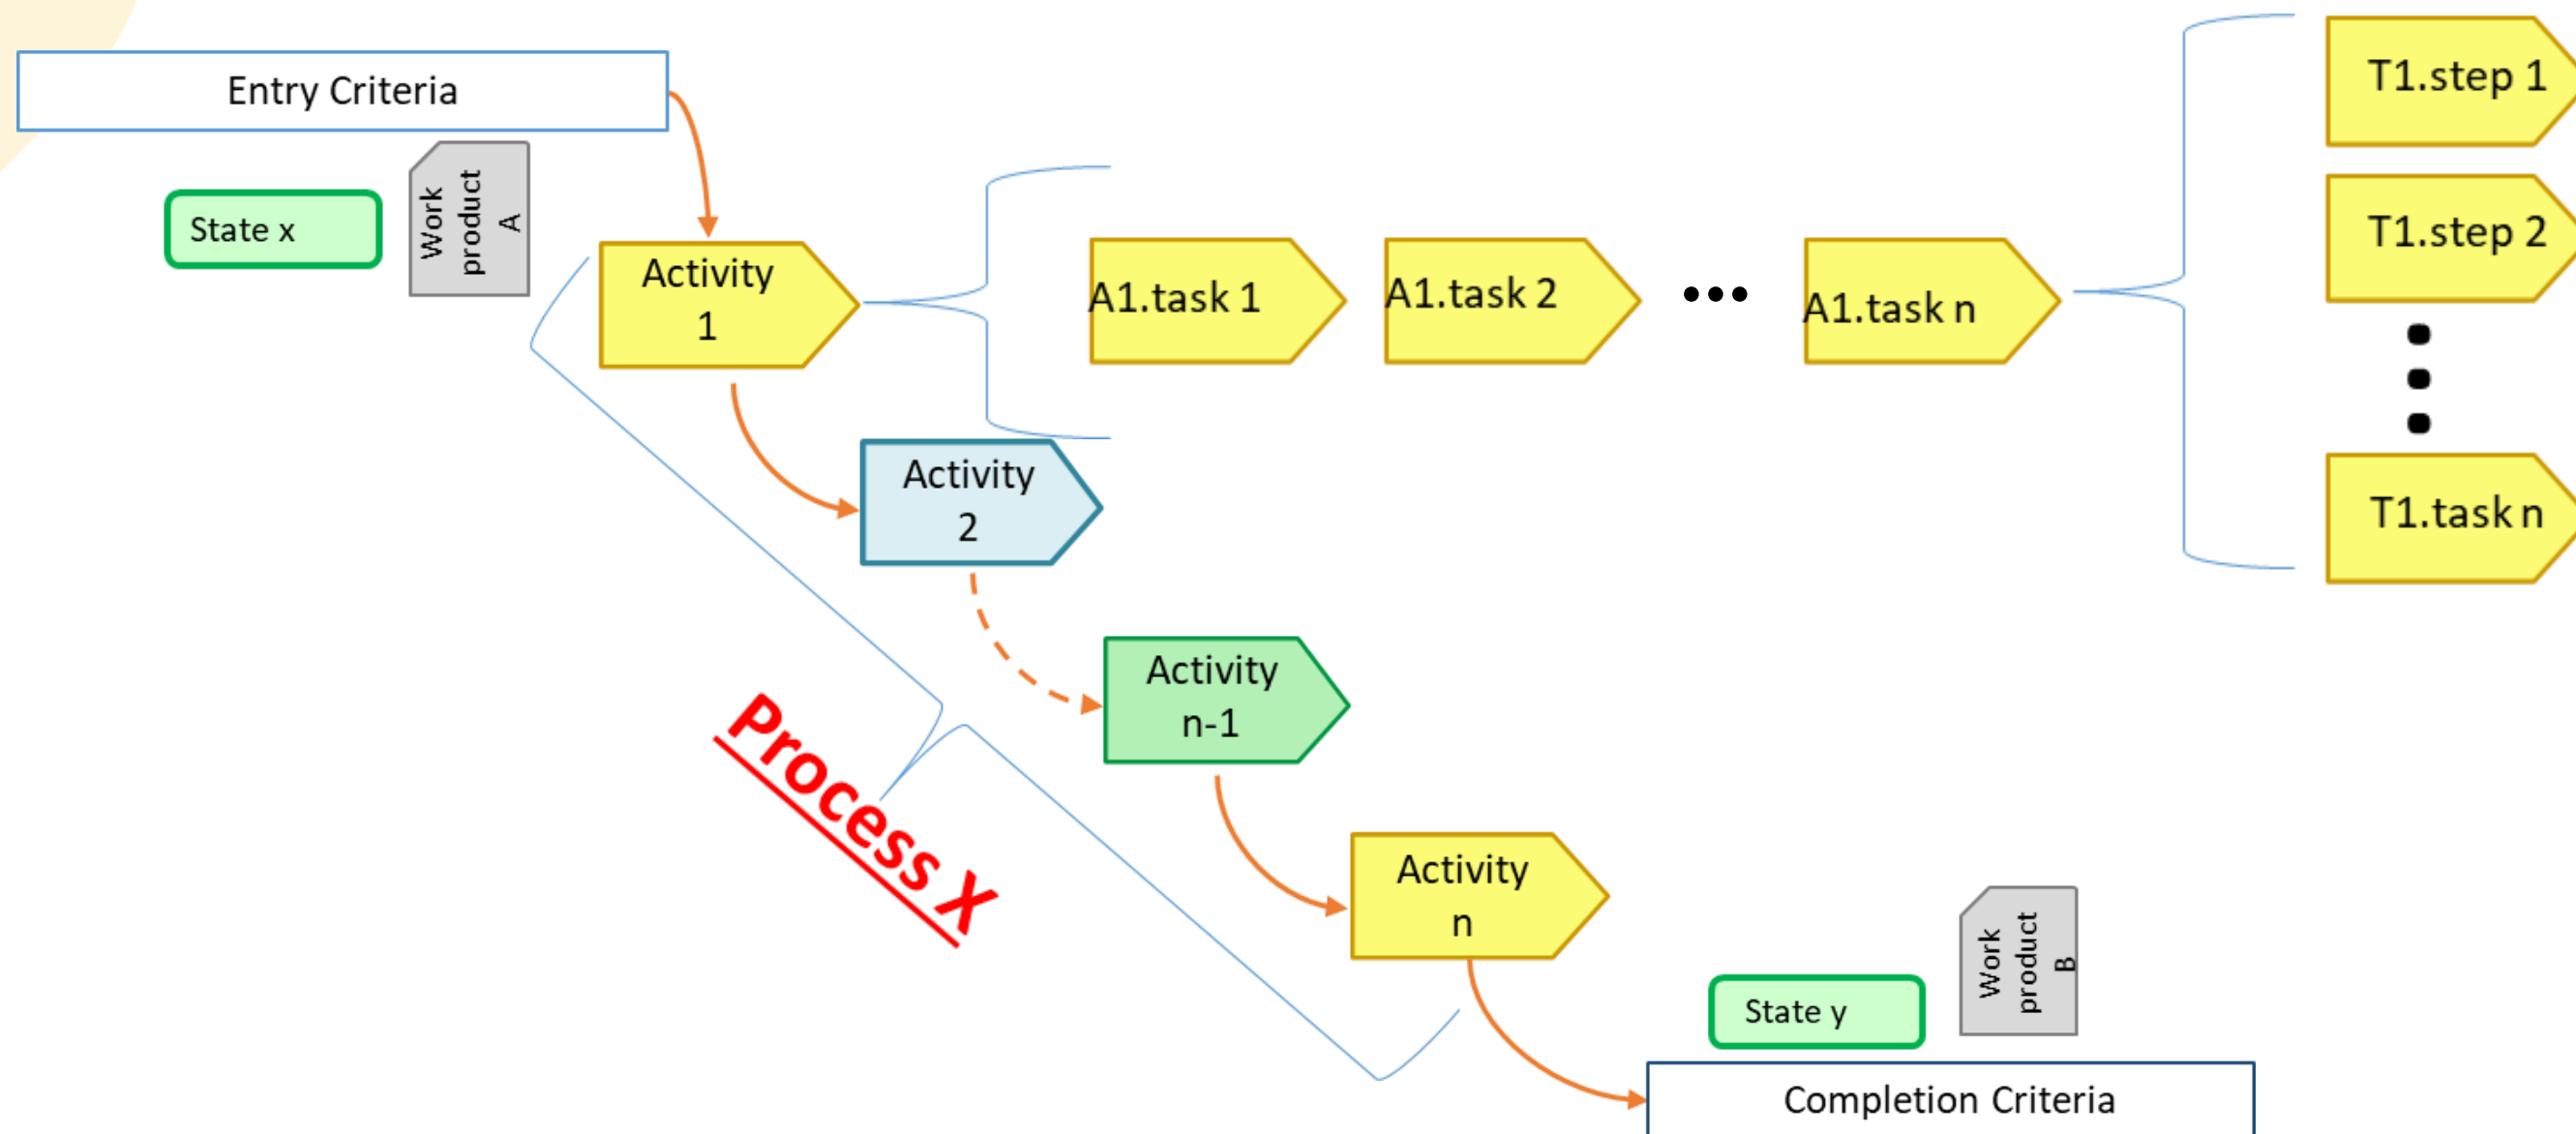 Entry Criteria
State x
Work
product
A
Activity
1
A1.task 1
A1.task 2
•••
A1.task n
T1.step 1
T1.step 2
T1.task n
Activity
2
Activity
n-1
Process X
Activity
n
State y
Work
product
B
Completion Criteria